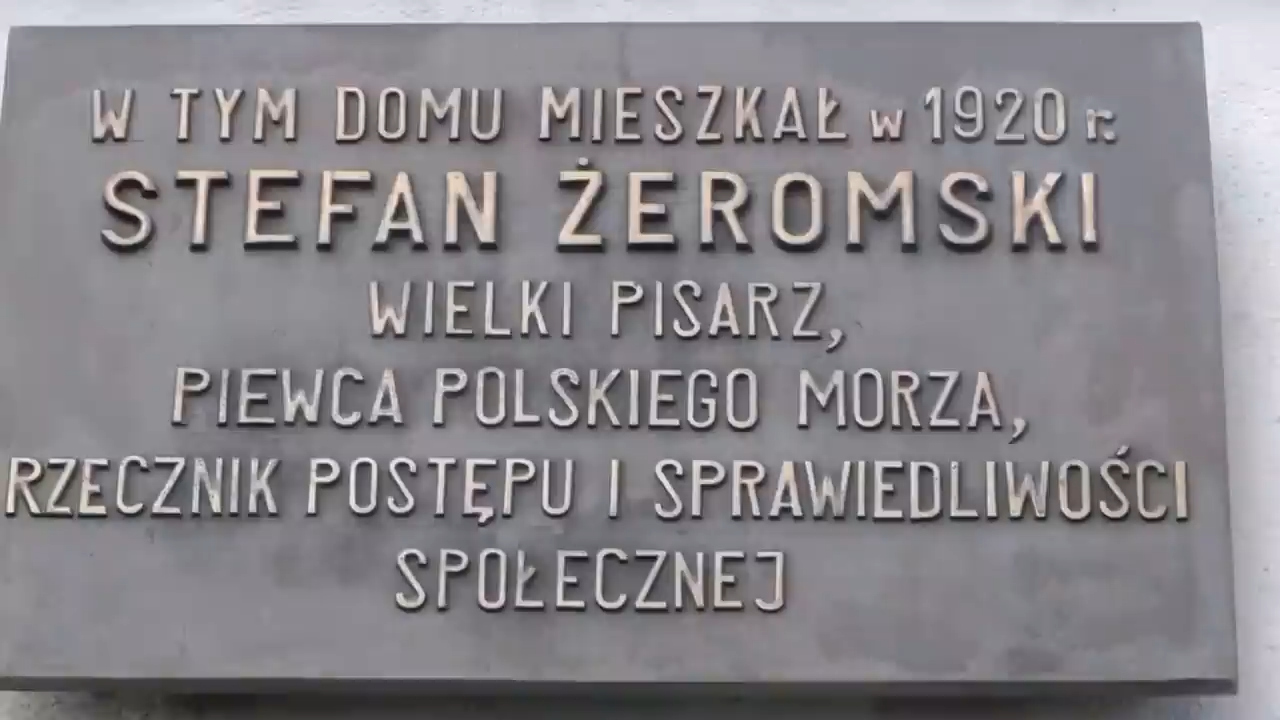 W TYM DOMU MIESZKAŁ w 1920 r.
STEFAN ŻEROMSKI
WIELKI PISARZ,
PIEWCA POLSKIEGO MORZA,
RZECZNIK POSTĘPU I SPRAWIEDLIWOŚCI
SPOŁECZNEJ